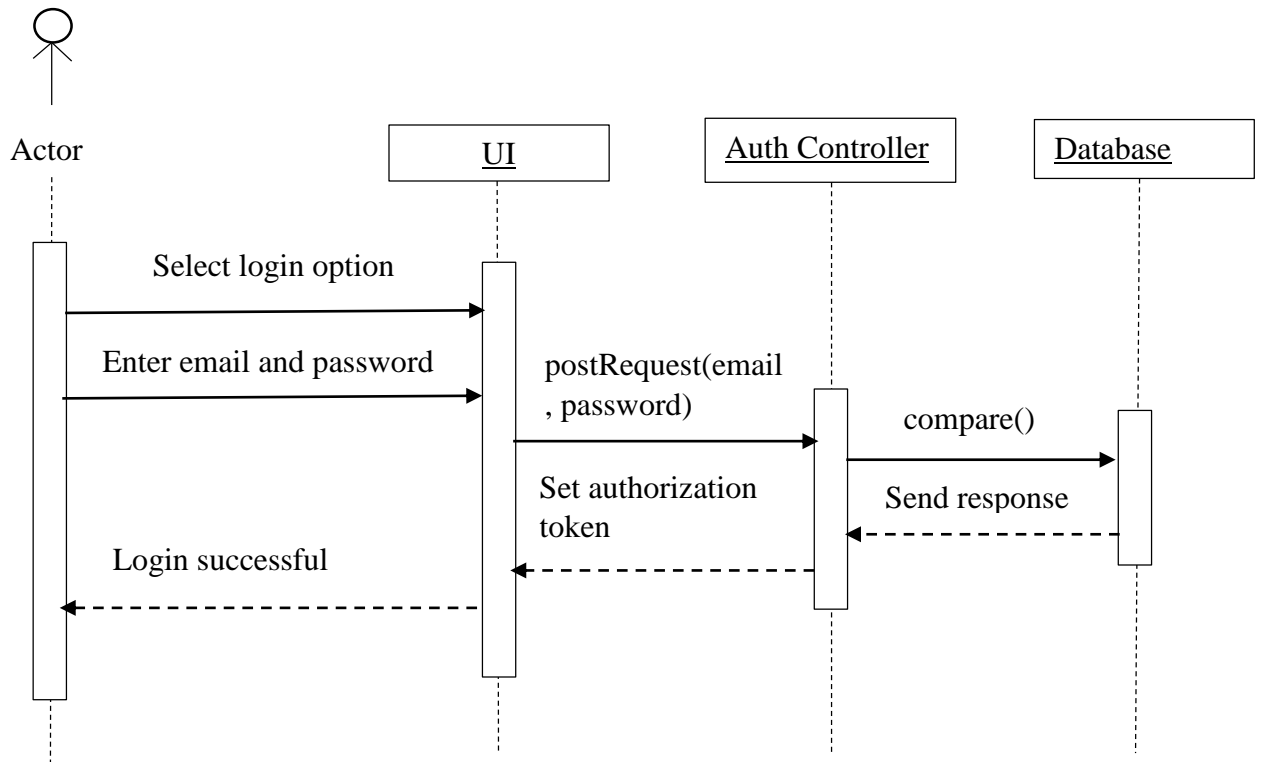 Actor
UI
Auth Controller
Database
Select login option
Enter email and password
postRequest(email
, password)
compare()
Set authorization
token
Send response
Login successful